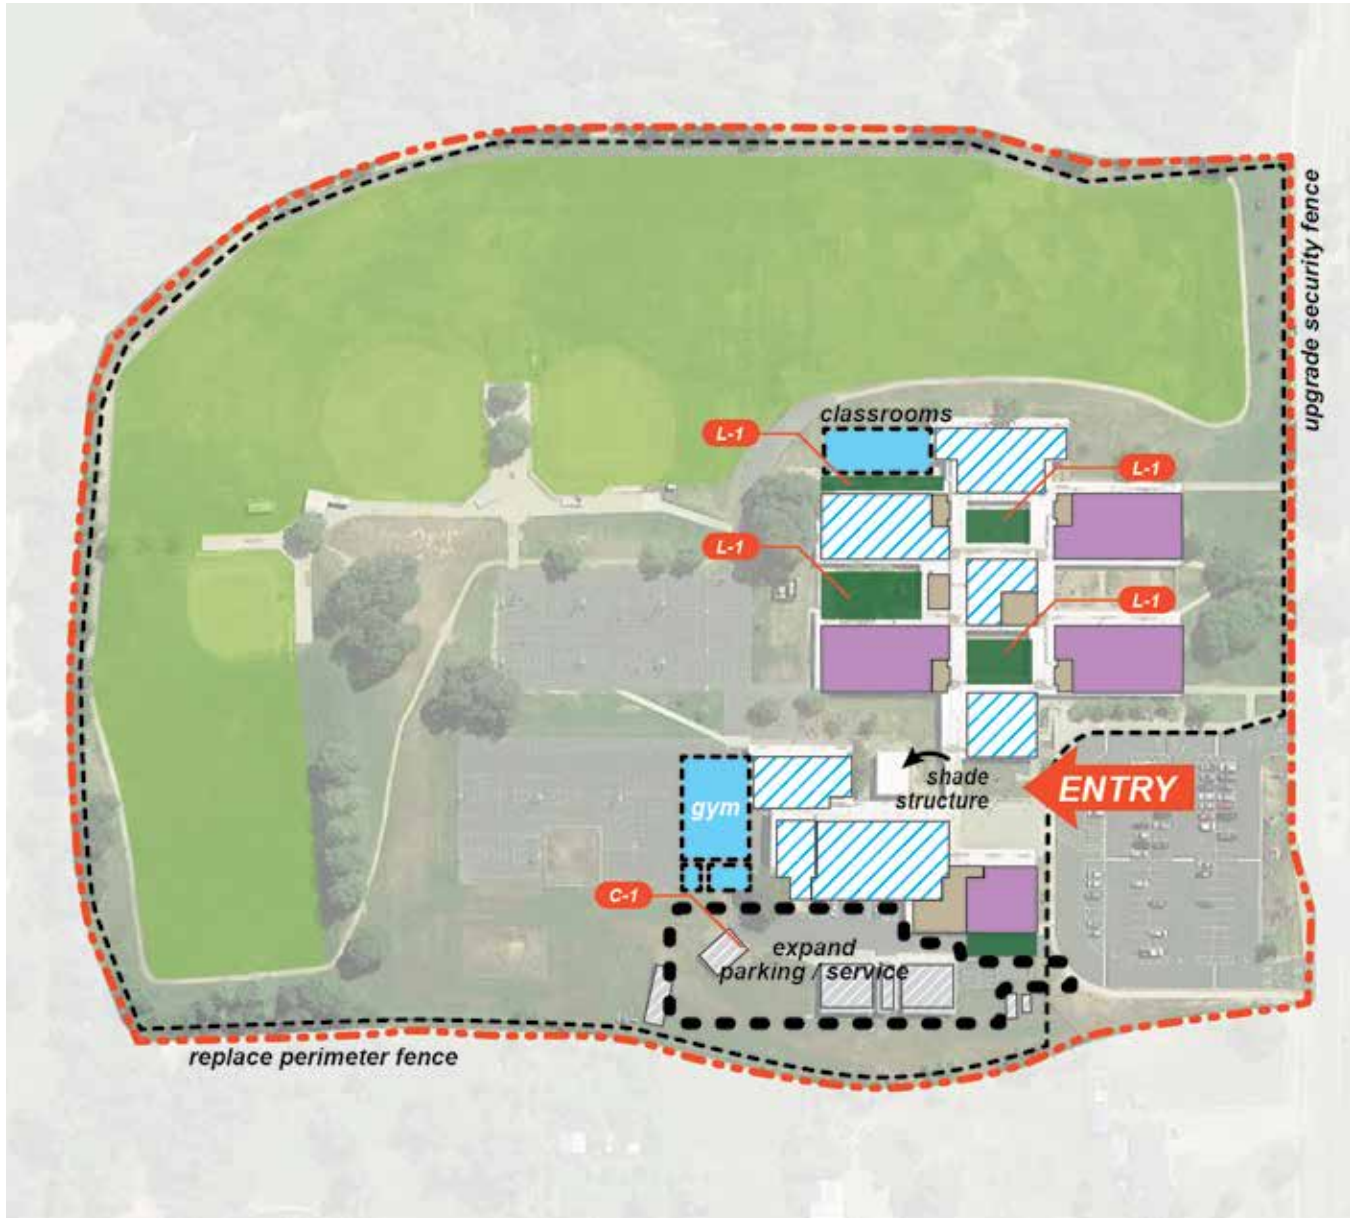 upgrade security fence
classrooms
L-1
L-1
L-1
L-1
shade
structure
ENTRY
gym
C-1
expand
parking / service
replace perimeter fence